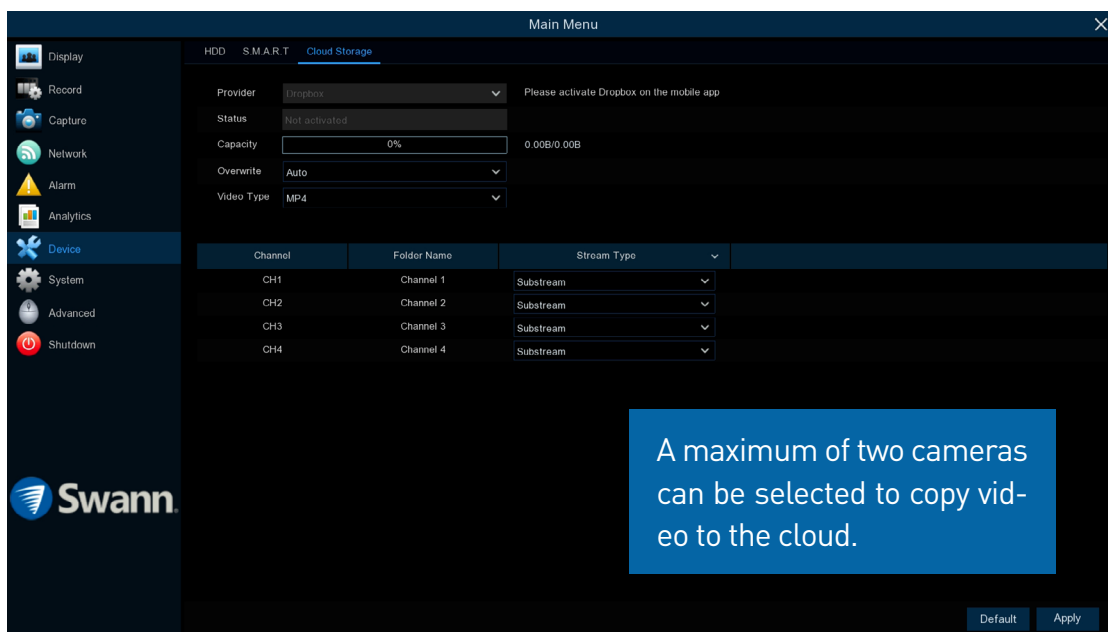 Main Menu
Display
Record
Capture
Network
Alarm
Analytics
Device
System
Advanced
Shutdown
Swann.
HDD S.M.A.R.T Cloud Storage
Provider Dropbox Please activate Dropbox on the mobile app
Status Not activated
Capacity 0% 0.00B/0.00B
Overwrite Auto
Video Type MP4
Channel Folder Name Stream Type
CH1 Channel 1 Substream
CH2 Channel 2 Substream
CH3 Channel 3 Substream
CH4 Channel 4 Substream
A maximum of two cameras
can be selected to copy vid-
eo to the cloud.
Default Apply